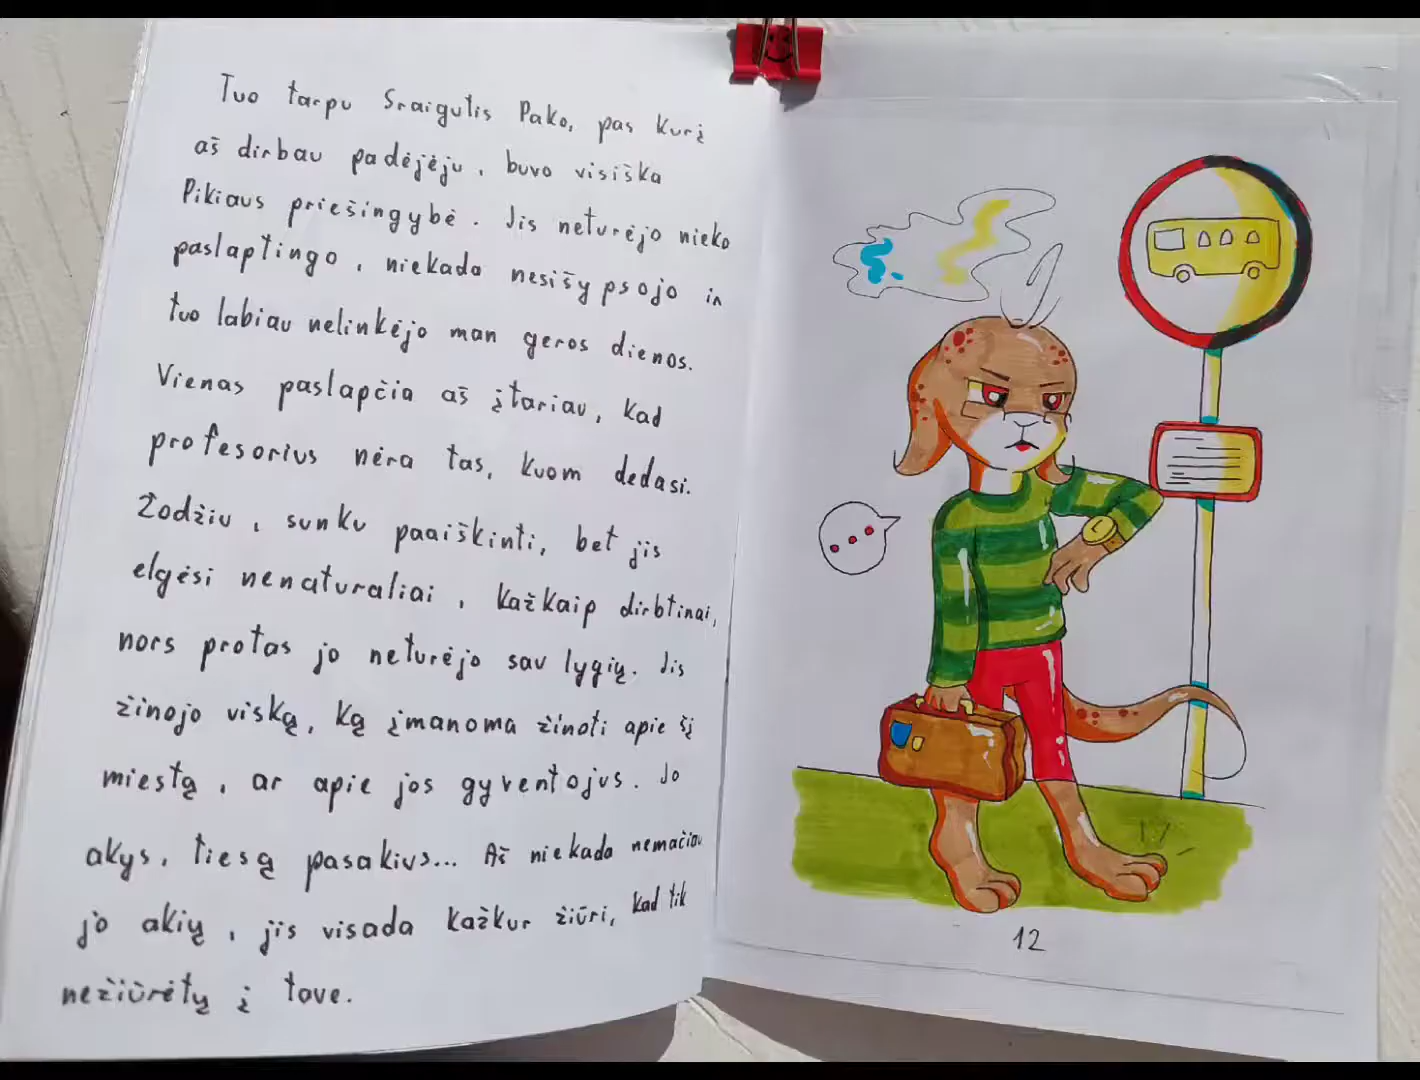 Tuo tarpu Sraigutis Pako, pas kurį
aš dirbau padėjėju, buvo visiška
Pikiaus priešingybė. Jis neturėjo nieko
paslaptingo, niekada nesišypsojo ir
tuo labiau nelinkėjo man geros dienos.
Vienas paslapčia aš įtariau, kad
profesorius nėra tas, kuom dedasi.
Žodžiu, sunku paaiškinti, bet jis
elgėsi nenaturaliai, kažkaip dirbtinai,
nors protas jo neturėjo sau lygių. Jis
žinojo viską, ką įmanoma žinoti apie šį
miestą, ar apie jos gyventojus. Jo
akys, tiesą pasakius... Aš niekada nemačiau
jo akių, jis visada kažkur žiūri, kad tik
nežiūrėtų į tave.
...
12